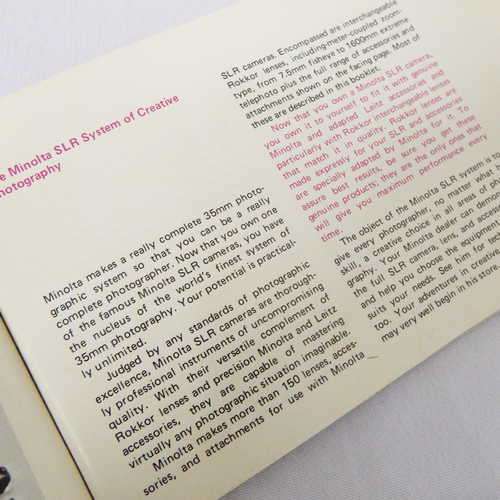 e Minolta SLR System of Creative
hotography
Minolta makes a really complete 35mm photo-
graphic system so that you can be a really
complete photographer. Now that you own one
of the famous Minolta SLR cameras, you have
the nucleus of the world's finest system of
35mm photography. Your potential is practical-
ly unlimited.
Judged by any standards of photographic
excellence, Minolta SLR cameras are thorough-
ly professional instruments of uncompromising
quality. With their versatile complement of
Rokkor lenses and precision Minolta and Leitz
accessories, they are capable of mastering
virtually any photographic situation imaginable.
Minolta makes more than 150 lenses, acces-
sories, and attachments for use with Minolta
SLR cameras. Encompassed are interchangeable
Rokkor lenses, including meter-coupled zoom-
type, from 7.5mm fisheye to 1600mm extreme
telephoto plus the full range of accessories and
attachments shown on the facing page. Most of
these are described in this booklet.
Now that you own a Minolta SLR camera,
you owe it to yourself to fit it with genuine
Minolta and adapted Leitz accessories and
particularly with Rokkor interchangeable lenses
that match it in quality. Rokkor lenses are
made expressly for your SLR and accessories
are specially adapted by Minolta for it. To
assure best results, be sure you get these
genuine products; they are the only ones that
will give you maximum performance every
time.
The object of the Minolta SLR system is
give every photographer, no matter what h
skill, a creative choice in all areas of p
graphy. Your Minolta dealer can demon
the full SLR camera, lens, and access
and help you choose the equipment
suits your needs. See him for mor
too. Your adventures in creative
may very well begin in his store